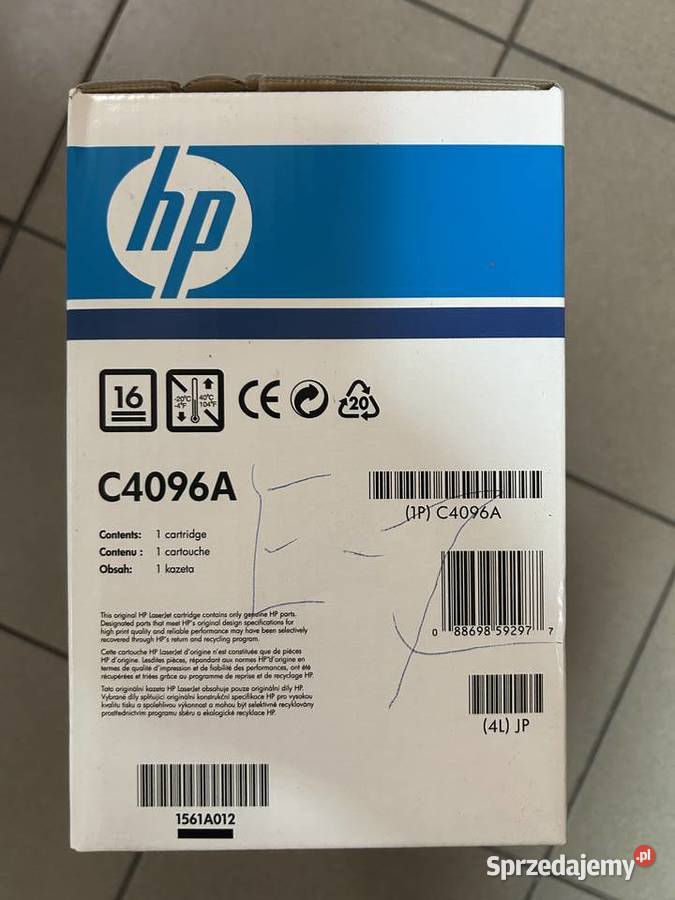 hp
16
-20°C 40°C
-4°F 104°F
CE
20
C4096A
(1P) C4096A
Contents: 1 cartridge
Contenu : 1 cartouche
Obsah: 1 kazeta
0 88698 59297 7
This original HP LaserJet cartridge contains only genuine HP parts.
Designated parts that meet HP's original design specifications for
high print quality and reliable performance may have been selectively
recovered through HP's return and recycling program.
Cette cartouche HP LaserJet d'origine n'est constituée que de pièces
HP d'origine. Lesdites pièces, répondant aux normes HP d'origine en
termes de qualité d'impression et de fiabilité des performances, ont été
récupérées et triées grâce au programme de reprise et de recyclage HP.
Tato originální kazeta HP LaserJet obsahuje pouze originální díly HP.
Vybrané díly splňující originální konstrukční specifikace HP pro vysokou
kvalitu tisku a spolehlivou výkonnost a mohou být selektivně recyklovány
prostřednictvím programu sběru a ekologické recyklace HP.
(4L) JP
1561A012
Sprzedajemy.pl